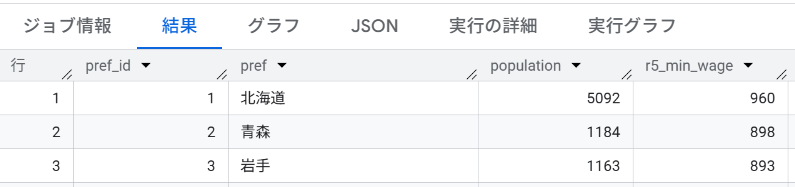 ジョブ情報 結果 グラフ JSON 実行の詳細 実行グラフ
行 pref_id pref population r5_min_wage
1 1 北海道 5092 960
2 2 青森 1184 898
3 3 岩手 1163 893